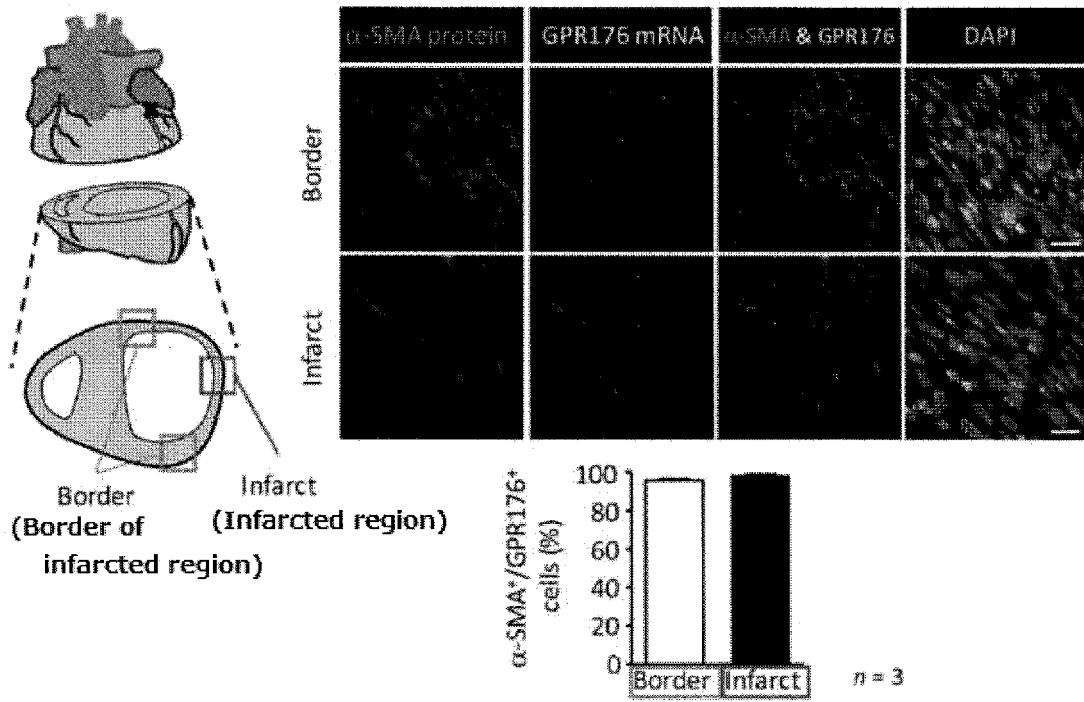 α-SMA protein
GPR176 mRNA
α-SMA & GPR176
DAPI
Border
Infarct
Border
(Border of
infarcted region)
Infarct
(Infarcted region)
α-SMA⁺/GPR176⁺
cells (%)
100
80
60
40
20
0
Border
Infarct
n = 3